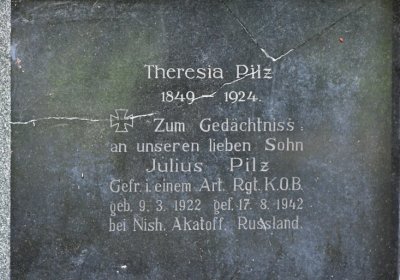 Theresia Pilz
1849 — 1924.
Zum Gedächtniss
an unseren lieben Sohn
Julius Pilz
Gefr. i. einem Art. Rgt. K.O.B.
geb. 9. 3. 1922 gef. 17. 8. 1942
bei Nish. Akatoff, Russland.